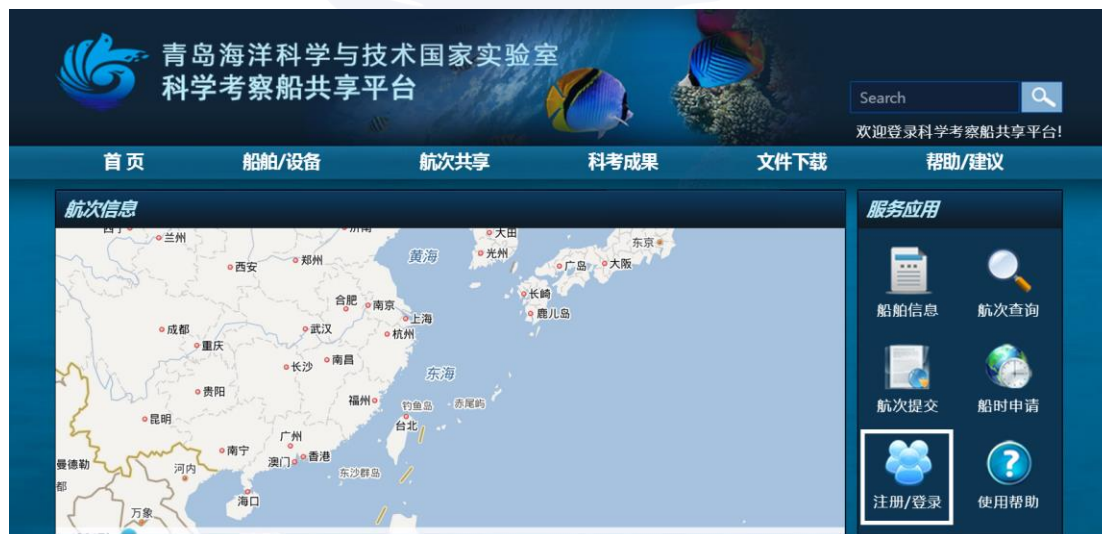 青岛海洋科学与技术国家实验室
科学考察船共享平台
Search
欢迎登录科学考察船共享平台!
首 页
船舶/设备
航次共享
科考成果
文件下载
帮助/建议
航次信息
服务应用
兰州
西安
郑州
黄海
大田
光州
东京
广岛
大阪
长崎
鹿儿岛
合肥
南京
上海
成都
武汉
杭州
重庆
长沙
南昌
东海
贵阳
福州
钓鱼岛
赤尾屿
昆明
台北
广州
南宁
澳门
香港
东沙群岛
曼德勒
河内
都
海口
万象
船舶信息
航次查询
航次提交
船时申请
注册/登录
使用帮助